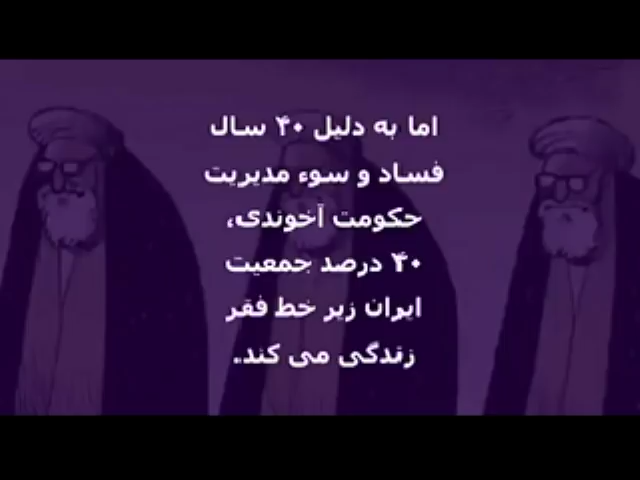 اما به دلیل ۴۰ سال
فساد و سوء مدیریت
حکومت آخوندی،
۴۰ درصد جمعیت
ایران زیر خط فقر
زندگی می کند.